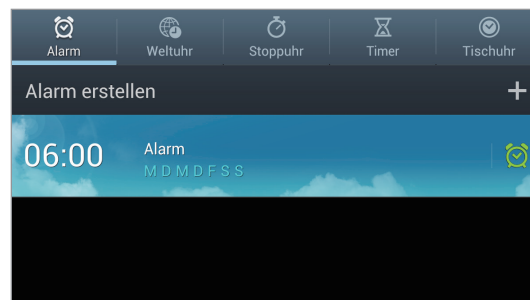 Alarm Weltuhr Stoppuhr Timer Tischuhr
Alarm erstellen
06:00 Alarm
M D M D F S S